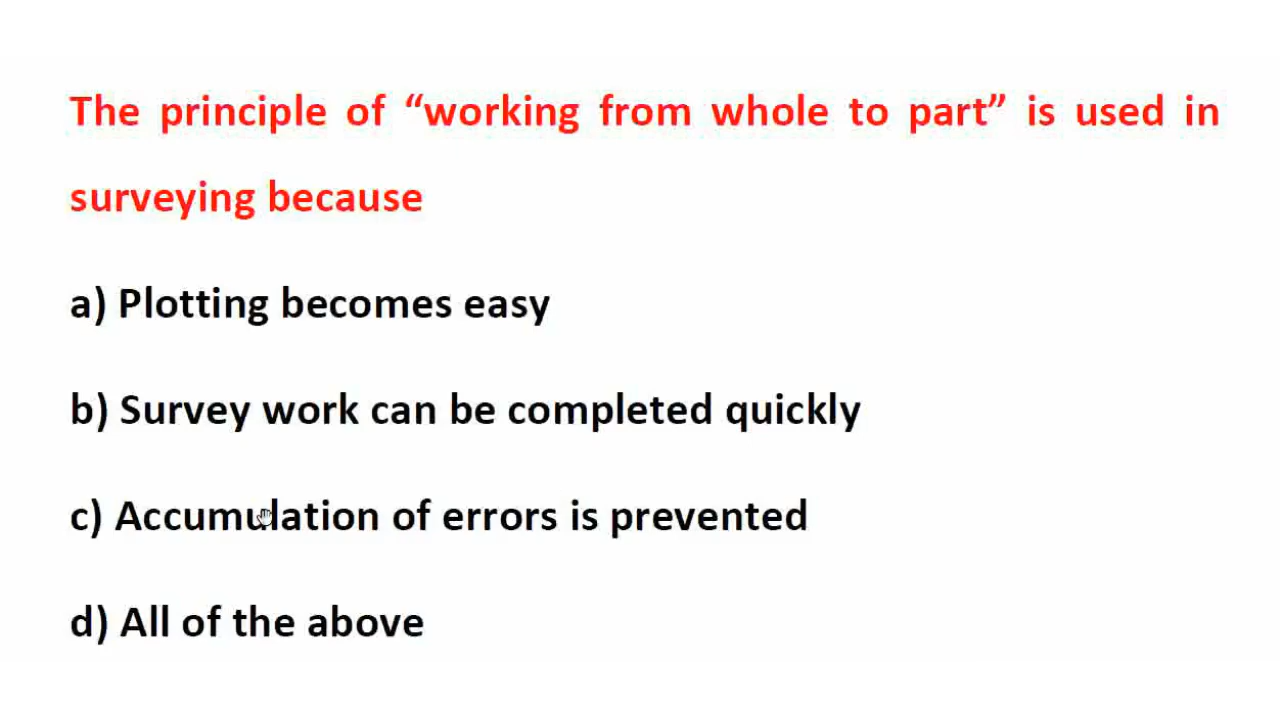 The principle of “working from whole to part” is used in
surveying because
a) Plotting becomes easy
b) Survey work can be completed quickly
c) Accumulation of errors is prevented
d) All of the above